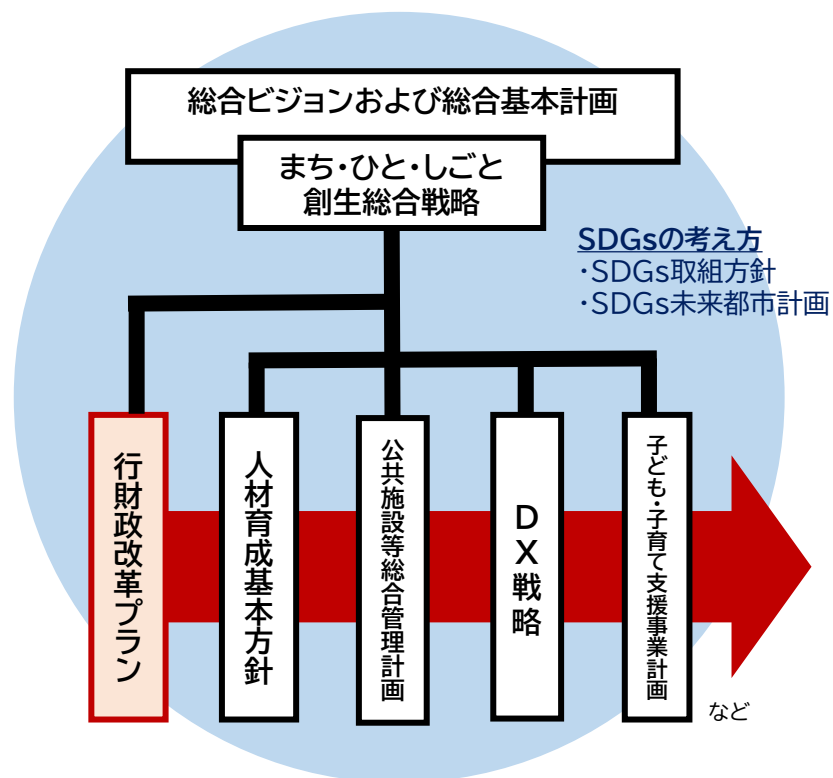 総合ビジョンおよび総合基本計画
まち・ひと・しごと
創生総合戦略
SDGsの考え方
・SDGs取組方針
・SDGs未来都市計画
行財政改革プラン
人材育成基本方針
公共施設等総合管理計画
DX戦略
子ども・子育て支援事業計画
など